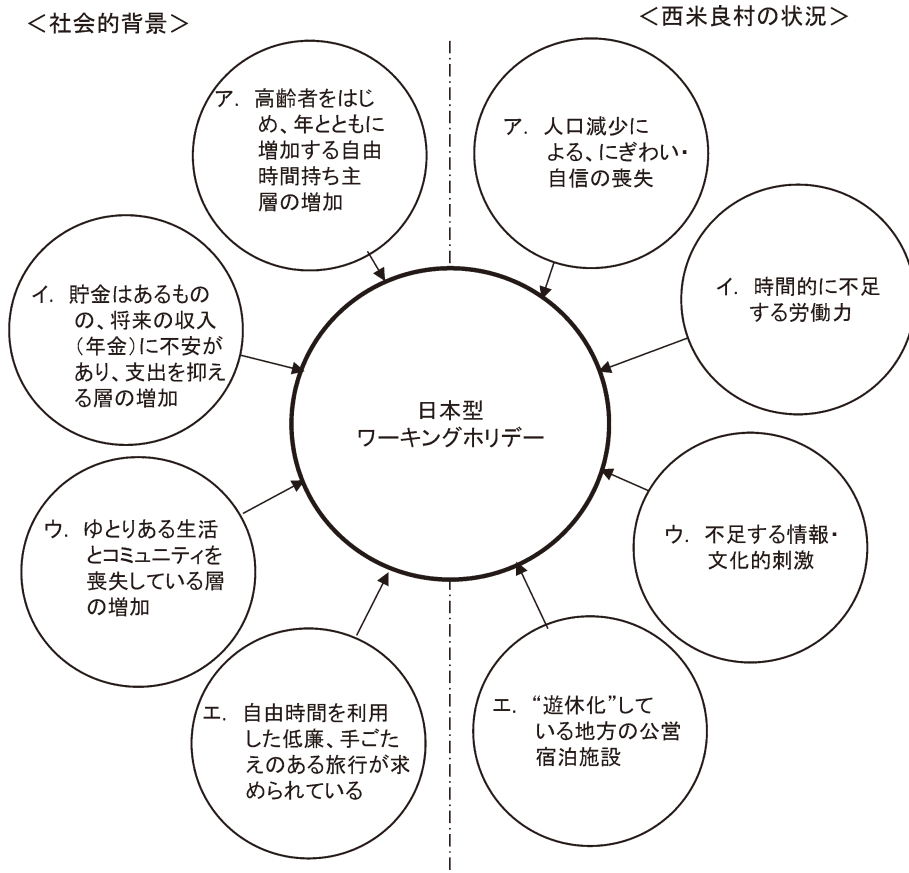 ＜社会的背景＞
ア．高齢者をはじ
め、年とともに
増加する自由
時間持ち主
層の増加
イ．貯金はあるもの
の、将来の収入
（年金）に不安が
あり、支出を抑え
る層の増加
ウ．ゆとりある生活
とコミュニティを
喪失している層
の増加
エ．自由時間を利用
した低廉、手ごた
えのある旅行が求
められている
日本型
ワーキングホリデー
＜西米良村の状況＞
ア．人口減少に
よる、にぎわい・
自信の喪失
イ．時間的に不足
する労働力
ウ．不足する情報・
文化的刺激
エ．“遊休化”して
いる地方の公営
宿泊施設